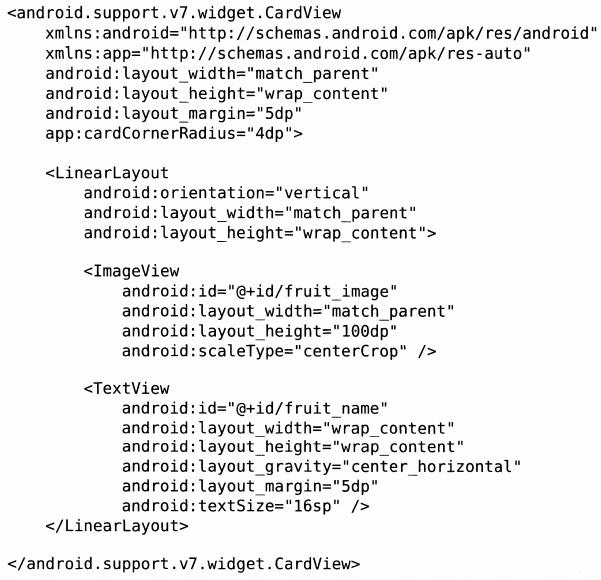 <android.support.v7.widget.CardView
    xmlns:android="http://schemas.android.com/apk/res/android"
    xmlns:app="http://schemas.android.com/apk/res-auto"
    android:layout_width="match_parent"
    android:layout_height="wrap_content"
    android:layout_margin="5dp"
    app:cardCornerRadius="4dp">

    <LinearLayout
        android:orientation="vertical"
        android:layout_width="match_parent"
        android:layout_height="wrap_content">

        <ImageView
            android:id="@+id/fruit_image"
            android:layout_width="match_parent"
            android:layout_height="100dp"
            android:scaleType="centerCrop" />

        <TextView
            android:id="@+id/fruit_name"
            android:layout_width="wrap_content"
            android:layout_height="wrap_content"
            android:layout_gravity="center_horizontal"
            android:layout_margin="5dp"
            android:textSize="16sp" />
    </LinearLayout>

</android.support.v7.widget.CardView>